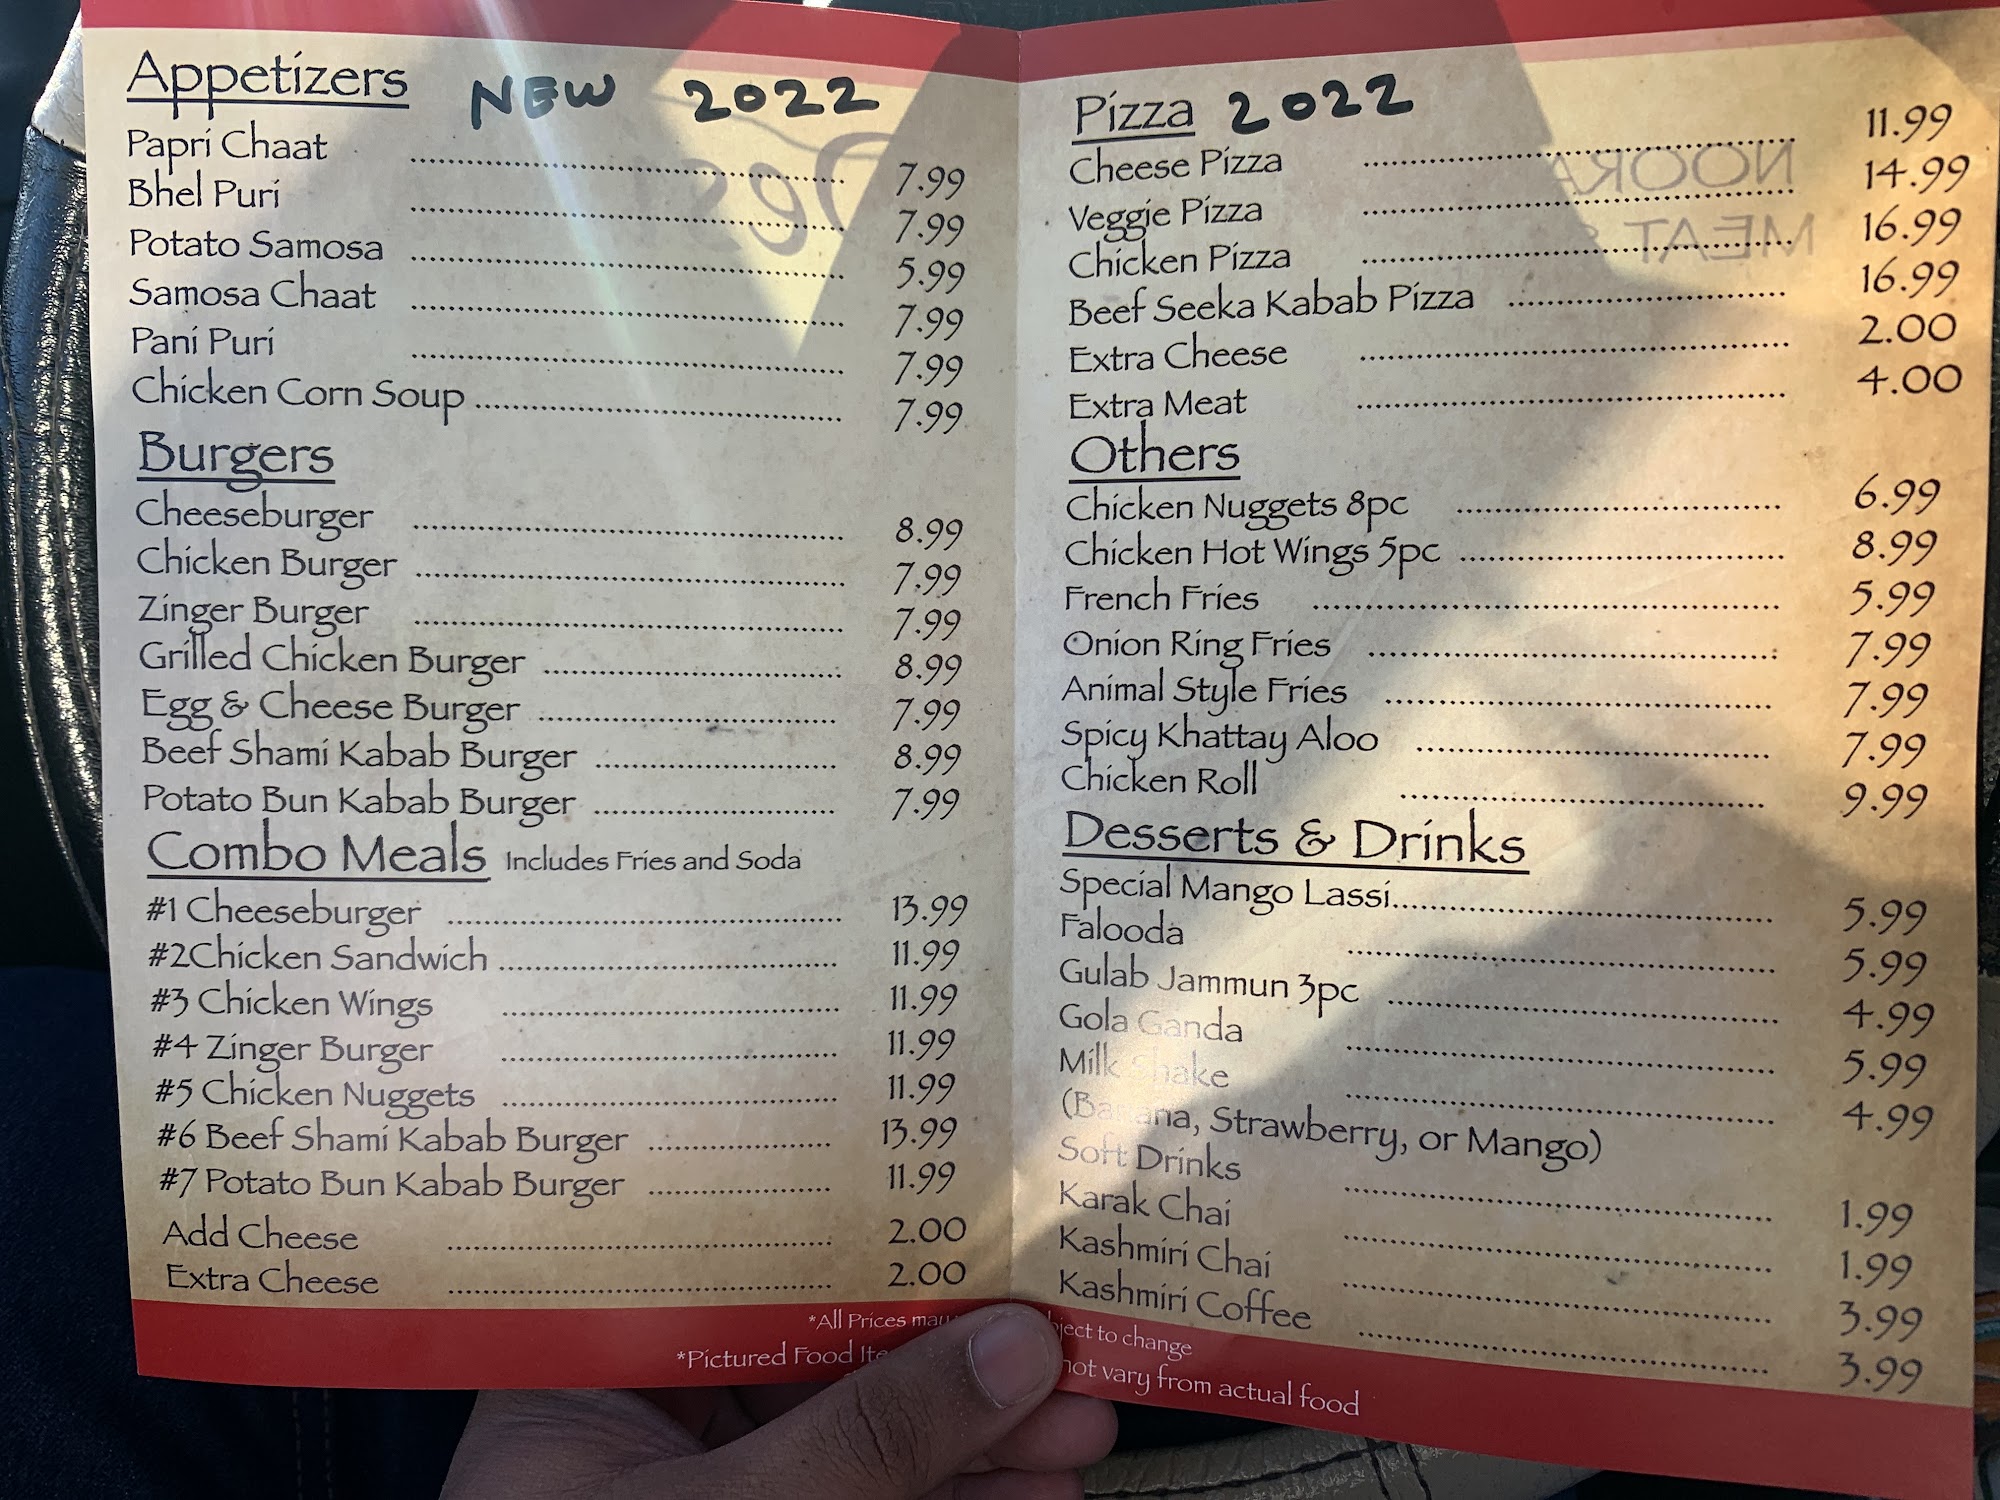 Appetizers NEW 2022
Papri Chaat 7.99
Bhel Puri 7.99
Potato Samosa 5.99
Samosa Chaat 7.99
Pani Puri 7.99
Chicken Corn Soup 7.99
Burgers
Cheeseburger 8.99
Chicken Burger 7.99
Zinger Burger 7.99
Grilled Chicken Burger 8.99
Egg & Cheese Burger 7.99
Beef Shami Kabab Burger 8.99
Potato Bun Kabab Burger 7.99
Combo Meals Includes Fries and Soda
#1 Cheeseburger 13.99
#2Chicken Sandwich 11.99
#3 Chicken Wings 11.99
#4 Zinger Burger 11.99
#5 Chicken Nuggets 11.99
#6 Beef Shami Kabab Burger 13.99
#7 Potato Bun Kabab Burger 11.99
Add Cheese 2.00
Extra Cheese 2.00
Pizza 2022
Cheese Pizza 11.99
Veggie Pizza 14.99
Chicken Pizza 16.99
Beef Seeka Kabab Pizza 16.99
Extra Cheese 2.00
Extra Meat 4.00
Others
Chicken Nuggets 8pc 6.99
Chicken Hot Wings 5pc 8.99
French Fries 5.99
Onion Ring Fries 7.99
Animal Style Fries 7.99
Spicy Khattay Aloo 7.99
Chicken Roll 9.99
Desserts & Drinks
Special Mango Lassi 5.99
Falooda 5.99
Gulab Jammun 3pc 4.99
Gola Ganda 5.99
Milk Shake 4.99
(Banana, Strawberry, or Mango)
Soft Drinks 1.99
Karak Chai 1.99
Kashmiri Chai 3.99
Kashmiri Coffee 3.99
*All Prices may to change
*Pictured Food not vary from actual food
NOORA
MEAT